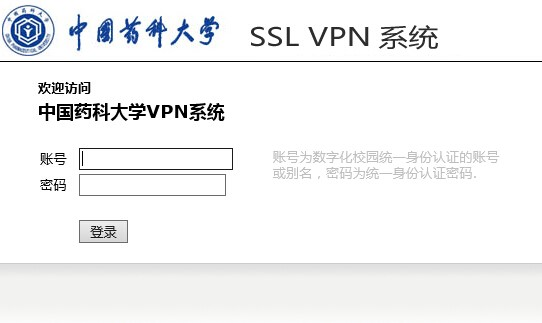 中国药科大学 SSL VPN 系统
欢迎访问
中国药科大学VPN系统
账号
账号为数字化校园统一身份认证的账号
或别名，密码为统一身份认证密码.
密码
登录